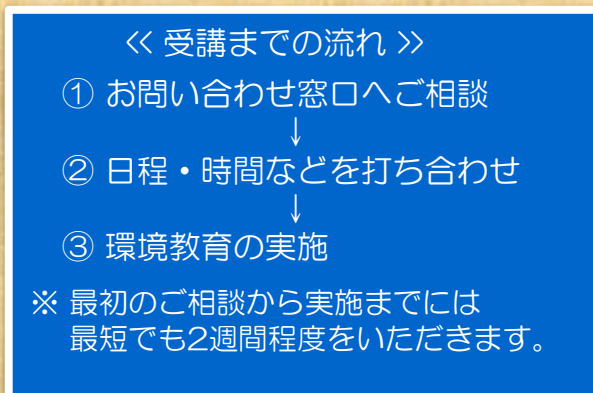 ≪ 受講までの流れ ≫
① お問い合わせ窓口へご相談
↓
② 日程・時間などを打ち合わせ
↓
③ 環境教育の実施
※ 最初のご相談から実施までには
最短でも2週間程度をいただきます。